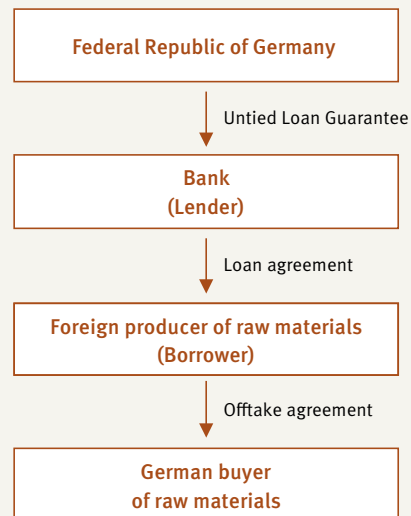 Federal Republic of Germany
Untied Loan Guarantee
Bank
(Lender)
Loan agreement
Foreign producer of raw materials
(Borrower)
Offtake agreement
German buyer
of raw materials